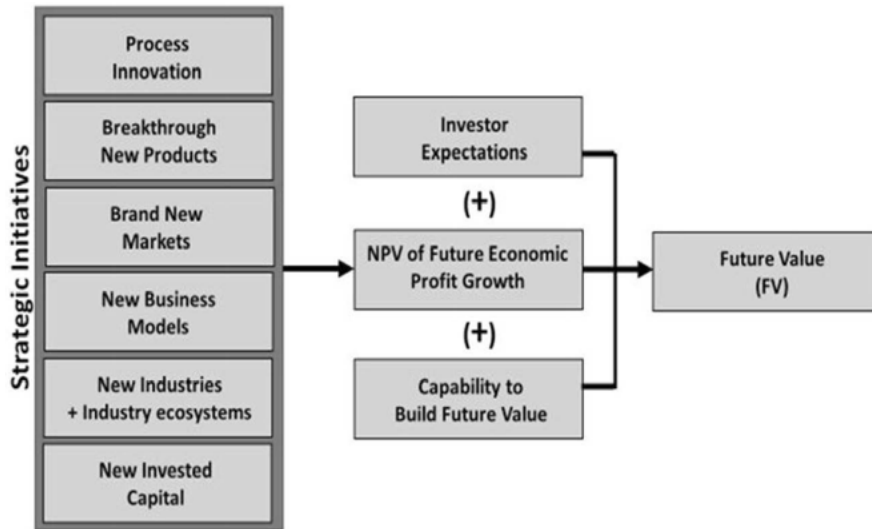 Strategic Initiatives
Process
Innovation
Breakthrough
New Products
Brand New
Markets
New Business
Models
New Industries
+ Industry ecosystems
New Invested
Capital
Investor
Expectations
(+)
NPV of Future Economic
Profit Growth
(+)
Capability to
Build Future Value
Future Value
(FV)